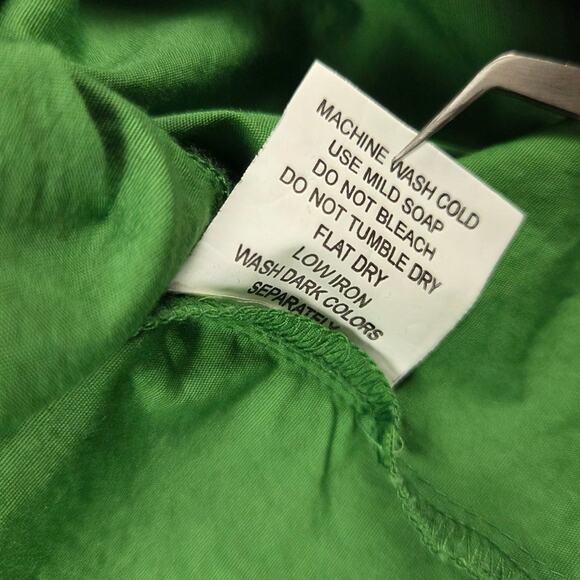 MACHINE WASH COLD
USE MILD SOAP
DO NOT BLEACH
DO NOT TUMBLE DRY
FLAT DRY
LOW IRON
WASH DARK COLORS
SEPARATELY